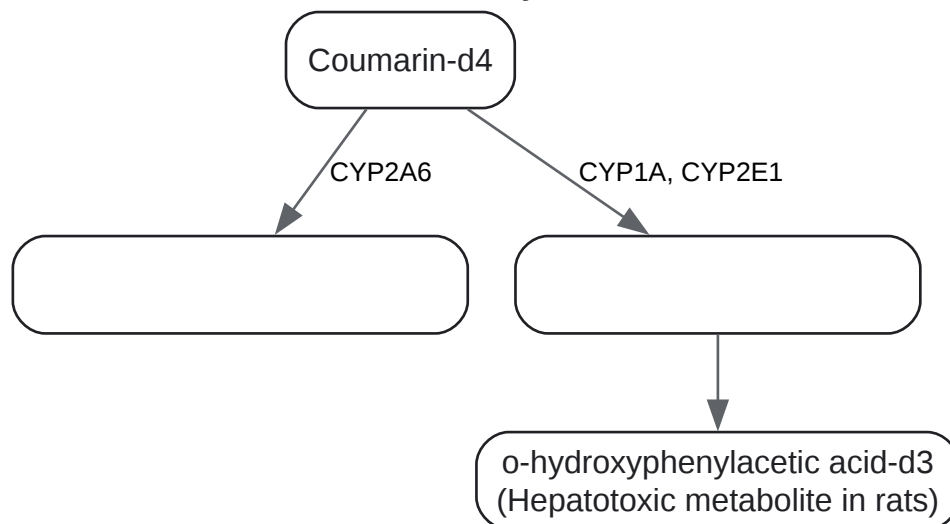 Coumarin-d4
CYP2A6
CYP1A, CYP2E1
o-hydroxyphenylacetic acid-d3
(Hepatotoxic metabolite in rats)